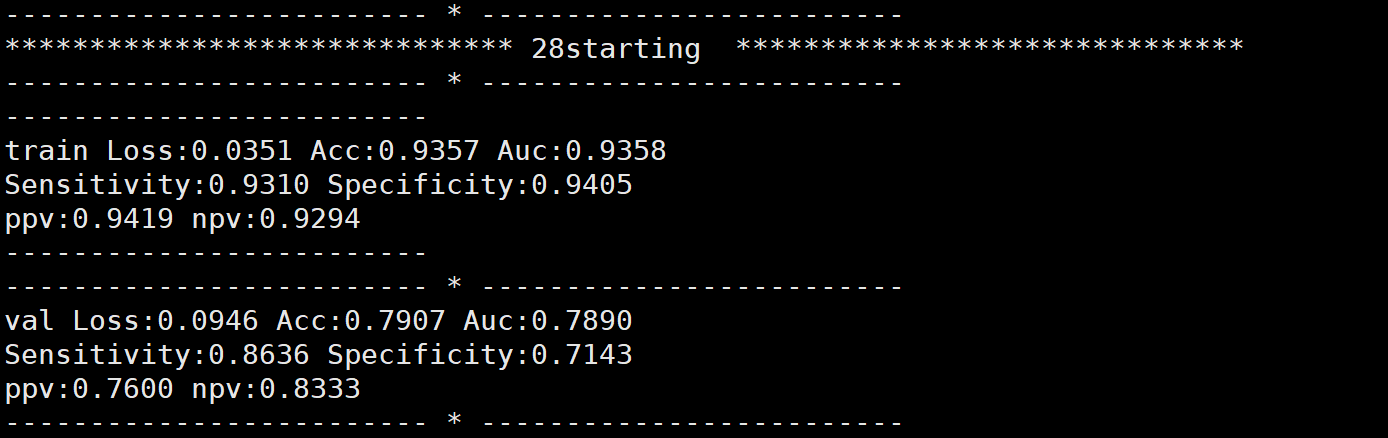 ------------------------- * -------------------------
****************************** 28starting  ******************************
------------------------- * -------------------------
-------------------------
train Loss:0.0351 Acc:0.9357 Auc:0.9358
Sensitivity:0.9310 Specificity:0.9405
ppv:0.9419 npv:0.9294
-------------------------
------------------------- * -------------------------
val Loss:0.0946 Acc:0.7907 Auc:0.7890
Sensitivity:0.8636 Specificity:0.7143
ppv:0.7600 npv:0.8333
------------------------- * -------------------------